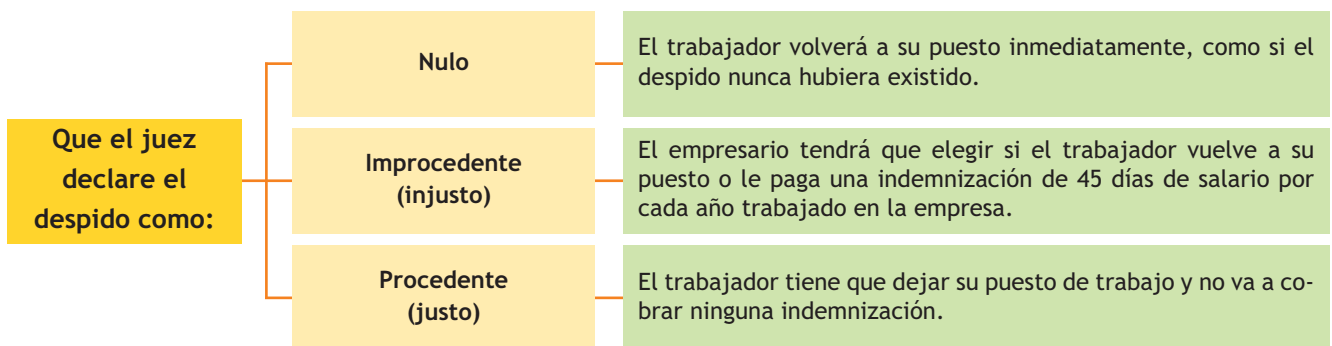 Que el juez
declare el
despido como:
Nulo
El trabajador volverá a su puesto inmediatamente, como si el
despido nunca hubiera existido.
Improcedente
(injusto)
El empresario tendrá que elegir si el trabajador vuelve a su
puesto o le paga una indemnización de 45 días de salario por
cada año trabajado en la empresa.
Procedente
(justo)
El trabajador tiene que dejar su puesto de trabajo y no va a co-
brar ninguna indemnización.